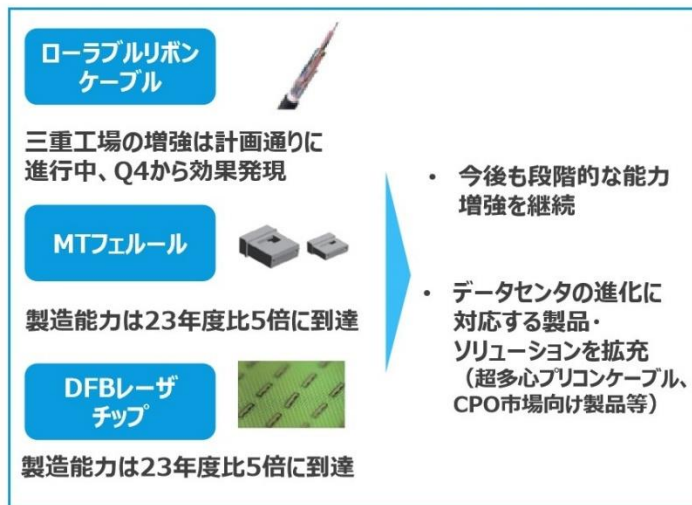 ローラブルリボン
ケーブル
三重工場の増強は計画通りに
進行中、Q4から効果発現
MTフェルール
製造能力は23年度比5倍に到達
DFBレーザ
チップ
製造能力は23年度比5倍に到達
• 今後も段階的な能力
増強を継続
• データセンタの進化に
対応する製品・
ソリューションを拡充
（超多心プリコンケーブル、
CPO市場向け製品等）